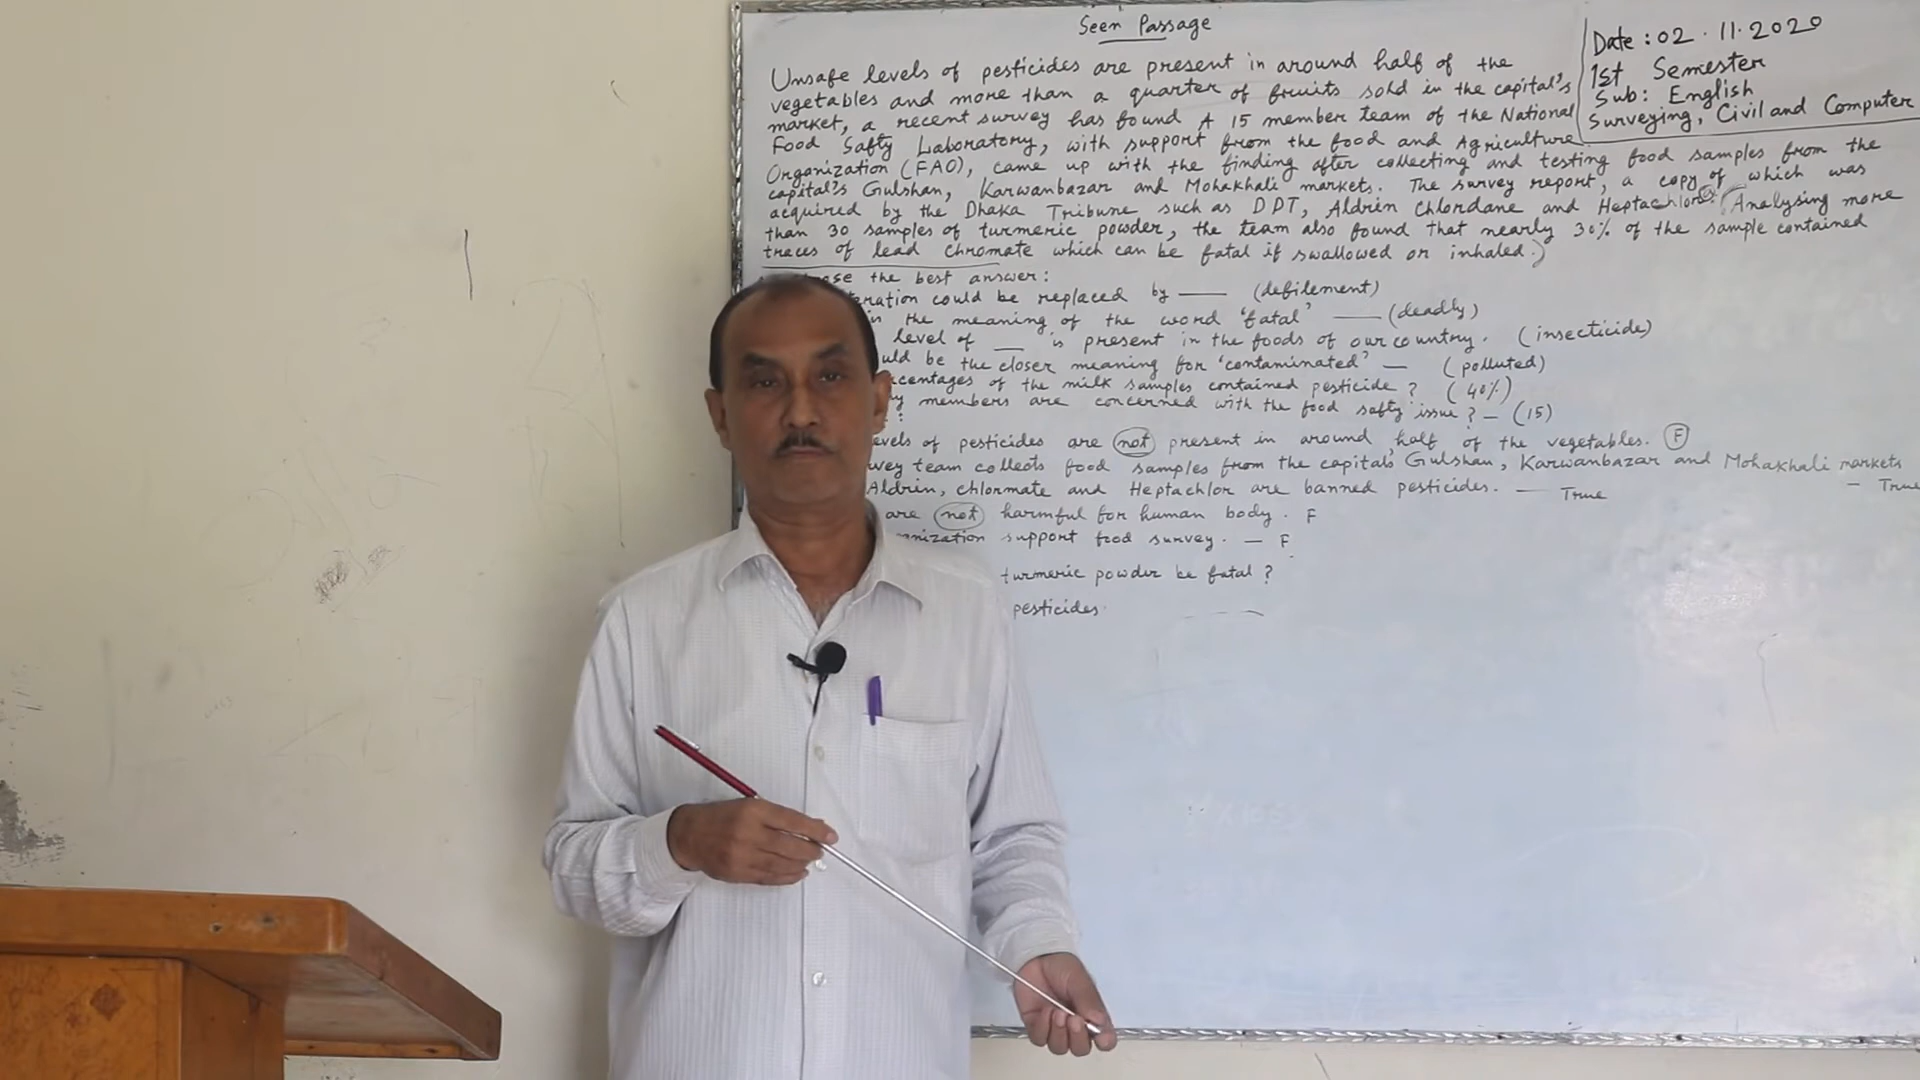 Seen Passage
Date : 02 . 11 . 2020
1st Semester
Sub : English
Surveying, Civil and Computer
Unsafe levels of pesticides are present in around half of the
vegetables and more than a quarter of fruits sold in the capital's
market, a recent survey has found A 15 member team of the National
Food Safty Laboratory, with support from the food and Agriculture
Organization (FAO), came up with the finding after collecting and testing food samples from the
capital's Gulshan, Karwanbazar and Mohakhali markets. The survey report, a copy of which was
acquired by the Dhaka Tribune such as DDT, Aldrin Chlordane and Heptachlor. (Analysing more
than 30 samples of turmeric powder, the team also found that nearly 30% of the sample contained
traces of lead chromate which can be fatal if swallowed or inhaled.)
the best answer :
could be replaced by —— (defilement)
the meaning of the word 'fatal' —— (deadly)
level of —— is present in the foods of our country. (insecticide)
be the closer meaning for 'contaminated' — (polluted)
of the milk samples contained pesticide ? (40%)
members are concerned with the food safty issue ? — (15)
of pesticides are not present in around half of the vegetables. F
team collects food samples from the capital's Gulshan, Karwanbazar and Mohakhali markets
— True
Aldrin, chlormate and Heptachlor are banned pesticides. — True
are not harmful for human body . F
support food survey. — F
turmeric powder be fatal ?
pesticides.